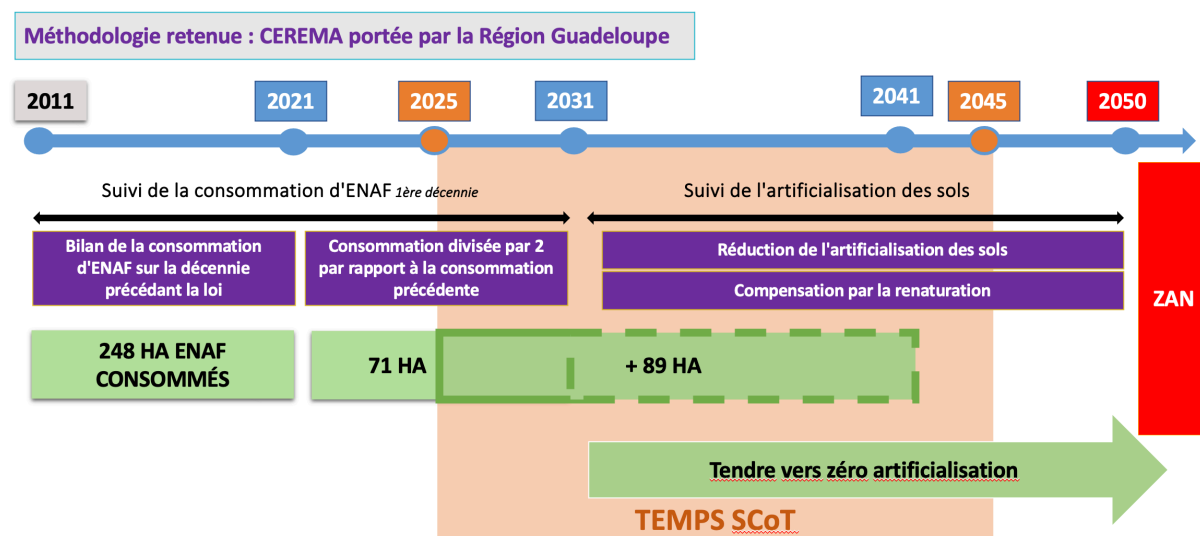 Méthodologie retenue : CEREMA portée par la Région Guadeloupe
2011
2021
2025
2031
2041
2045
2050
Suivi de la consommation d'ENAF 1ère décennie
Suivi de l'artificialisation des sols
Bilan de la consommation
d'ENAF sur la décennie
précédant la loi
Consommation divisée par 2
par rapport à la consommation
précédente
Réduction de l'artificialisation des sols
Compensation par la renaturation
ZAN
248 HA ENAF
CONSOMMÉS
71 HA
+ 89 HA
Tendre vers zéro artificialisation
TEMPS SCoT